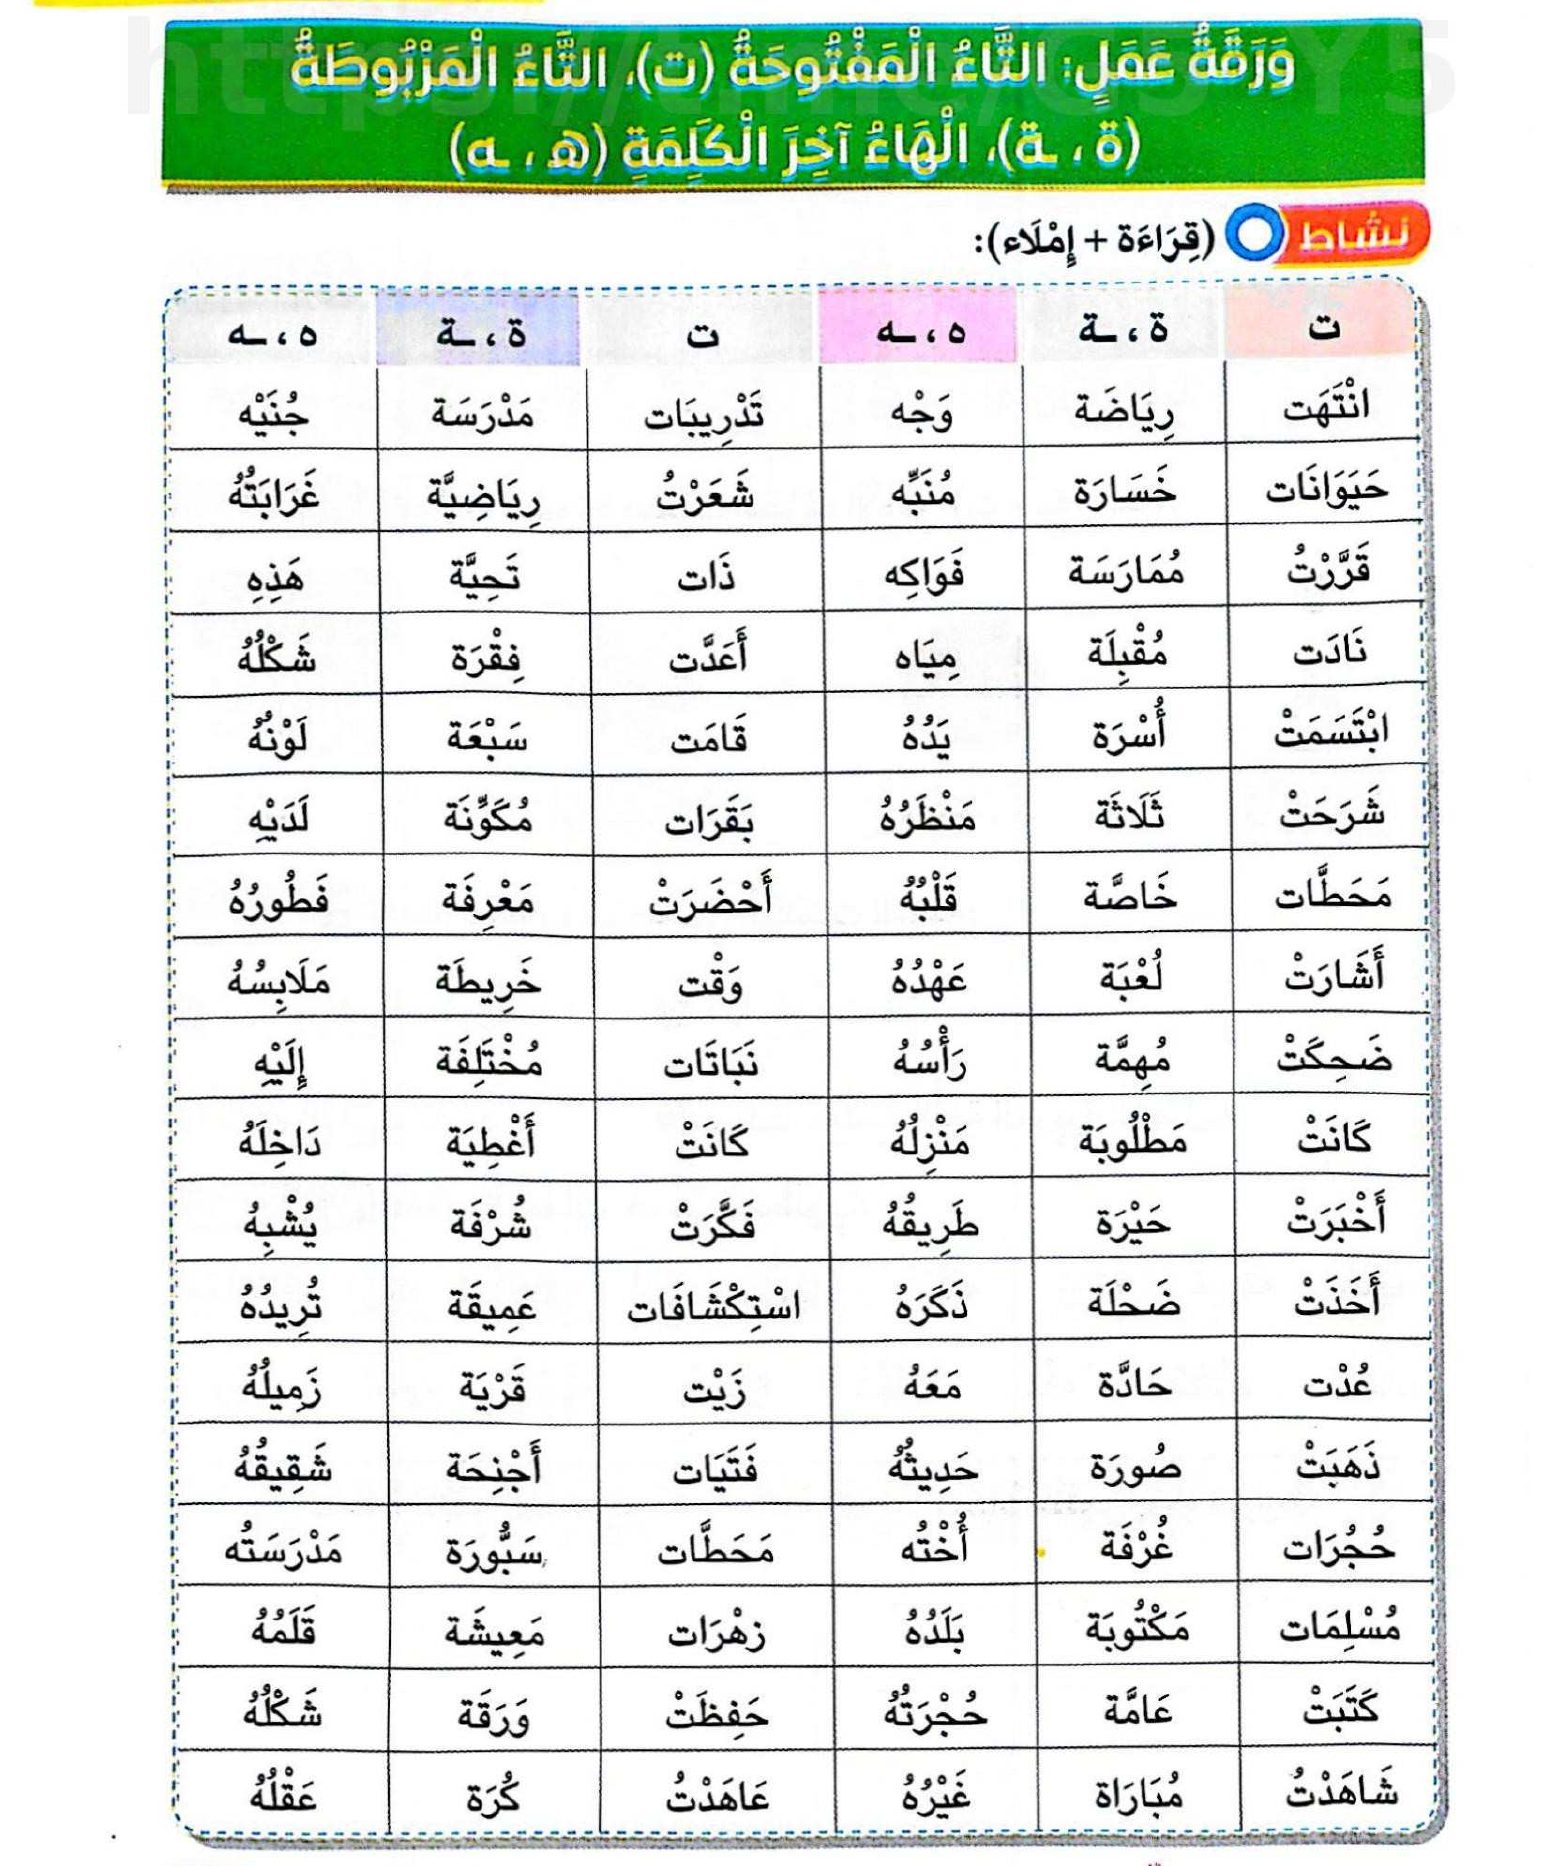 وَرَقَةُ عَمَلٍ: التَّاءُ الْمَفْتُوحَةُ (ت)، التَّاءُ الْمَرْبُوطَةُ
(ة ، ـة)، الْهَاءُ آخِرَ الْكَلِمَةِ (ه ، ـه)
نشاط (قِرَاءَة + إِمْلَاء):
ت ة ، ـة ه ، ـه ت ة ، ـة ه ، ـه
انْتَهَت رِيَاضَة وَجْه تَدْرِيبَات مَدْرَسَة جُنَيْه
حَيَوَانَات خَسَارَة مُنَبِّه شَعَرْتُ رِيَاضِيَّة غَرَابَتُهُ
قَرَّرْتُ مُمَارَسَة فَوَاكِه ذَات تَحِيَّة هَذِهِ
نَادَت مُقْبِلَة مِيَاه أَعَدَّت فِقْرَة شَكْلُهُ
ابْتَسَمَتْ أُسْرَة يَدُهُ قَامَت سَبْعَة لَوْنُهُ
شَرَحَتْ ثَلَاثَة مَنْظَرُهُ بَقَرَات مُكَوِّنَة لَدَيْهِ
مَحَطَّات خَاصَّة قَلْبُهُ أَحْضَرَتْ مَعْرِفَة فَطُورُهُ
أَشَارَتْ لُعْبَة عَهْدُهُ وَقْت خَرِيطَة مَلَابِسُهُ
ضَحِكَتْ مُهِمَّة رَأْسُهُ نَبَاتَات مُخْتَلِفَة إِلَيْهِ
كَانَتْ مَطْلُوبَة مَنْزِلُهُ كَانَتْ أَغْطِيَة دَاخِلَهُ
أَخْبَرَتْ حَيْرَة طَرِيقُهُ فَكَّرَتْ شُرْفَة يُشْبِهُ
أَخَذَتْ ضَحْلَة ذَكَرَهُ اسْتِكْشَافَات عَمِيقَة تُرِيدُهُ
عُدْت حَادَّة مَعَهُ زَيْت قَرْيَة زَمِيلُهُ
ذَهَبَتْ صُورَة حَدِيثُهُ فَتَيَات أَجْنِحَة شَقِيقُهُ
حُجُرَات غُرْفَة أُخْتُه مَحَطَّات سَبُّورَة مَدْرَسَتُه
مُسْلِمَات مَكْتُوبَة بَلَدُهُ زهْرَات مَعِيشَة قَلَمُهُ
كَتَبَتْ عَامَّة حُجْرَتُهُ حَفِظَتْ وَرَقَة شَكْلُهُ
شَاهَدْتُ مُبَارَاة غَيْرُهُ عَاهَدْتُ كُرَة عَقْلُهُ